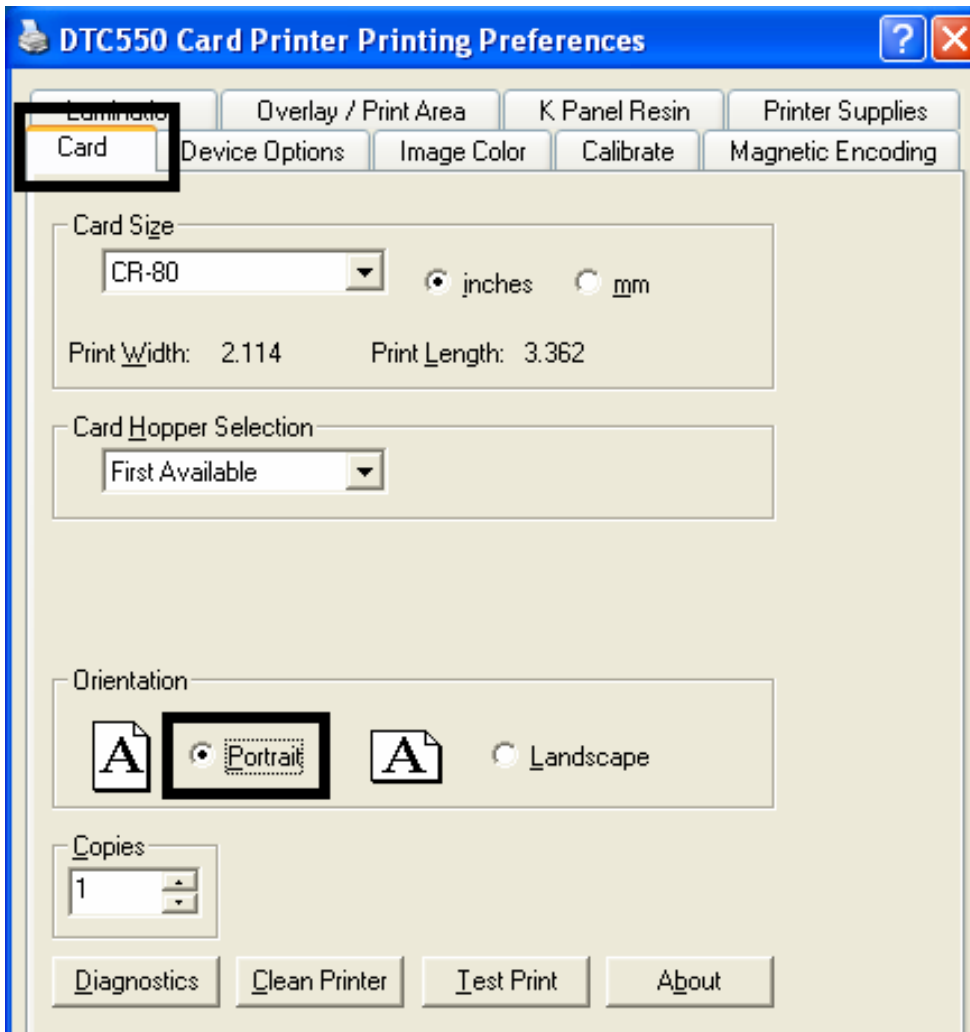 DTC550 Card Printer Printing Preferences
Lamination Overlay / Print Area K Panel Resin Printer Supplies
Card Device Options Image Color Calibrate Magnetic Encoding
Card Size
CR-80 inches mm
Print Width: 2.114 Print Length: 3.362
Card Hopper Selection
First Available
Orientation
A Portrait A Landscape
Copies
1
Diagnostics Clean Printer Test Print About